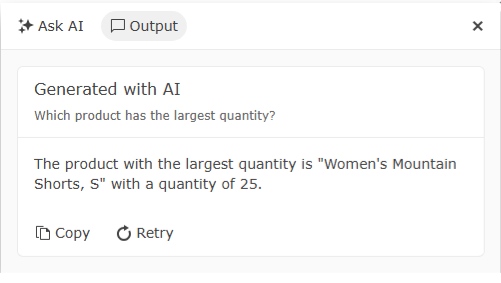 Ask AI Output
Generated with AI
Which product has the largest quantity?
The product with the largest quantity is "Women's Mountain
Shorts, S" with a quantity of 25.
Copy Retry